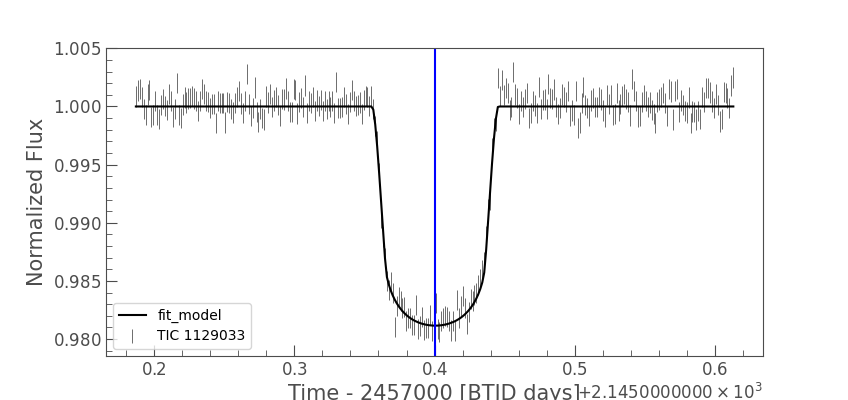 1.005
1.000
0.995
0.990
0.985
0.980
Normalized Flux
fit_model
TIC 1129033
0.2 0.3 0.4 0.5 0.6
Time - 2457000 [BTJD days]
+2.1450000000 × 10³